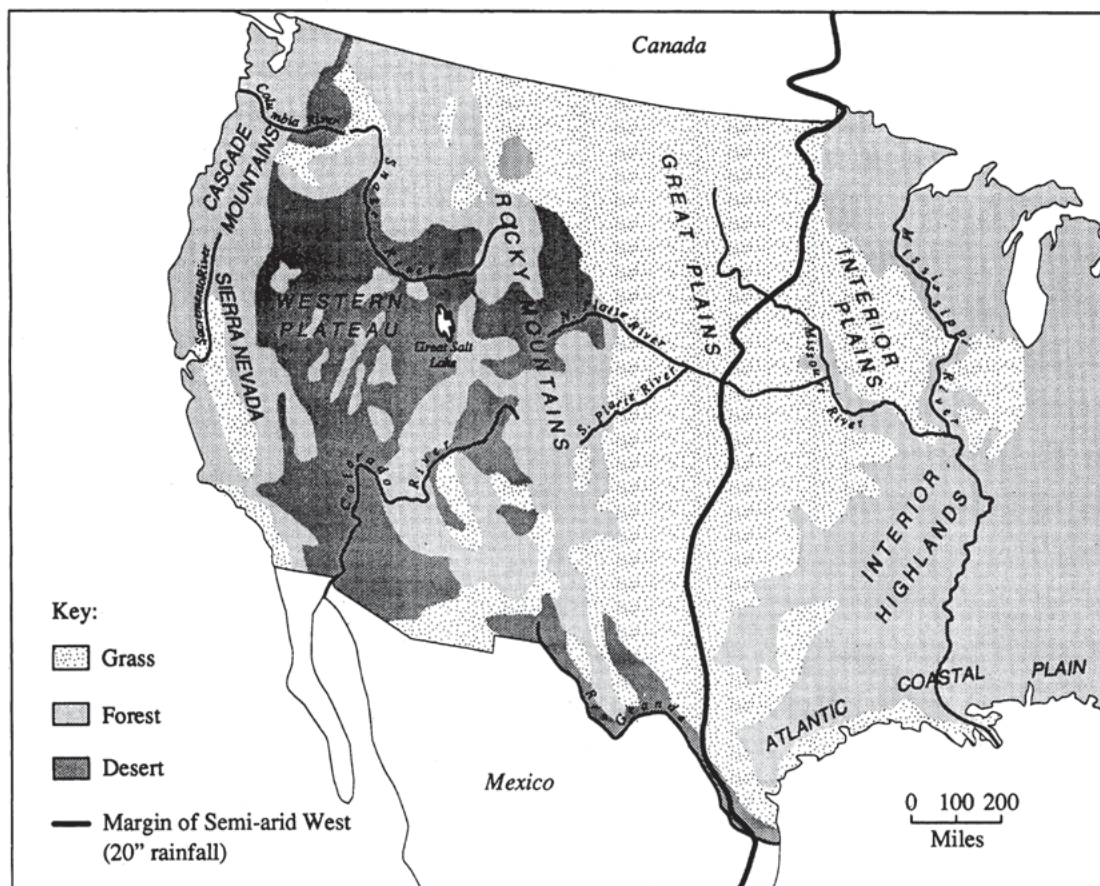 Canada
Columbia River
CASCADE
MOUNTAINS
Snake River
ROCKY MOUNTAINS
GREAT PLAINS
Mississippi River
INTERIOR
PLAINS
Sacramento River
SIERRA NEVADA
WESTERN
PLATEAU
Great Salt
Lake
N. Platte River
S. Platte River
Missouri River
Colorado River
INTERIOR
HIGHLANDS
Rio Grande
ATLANTIC COASTAL PLAIN
Mexico
Key:
Grass
Forest
Desert
Margin of Semi-arid West
(20” rainfall)
0 100 200
Miles